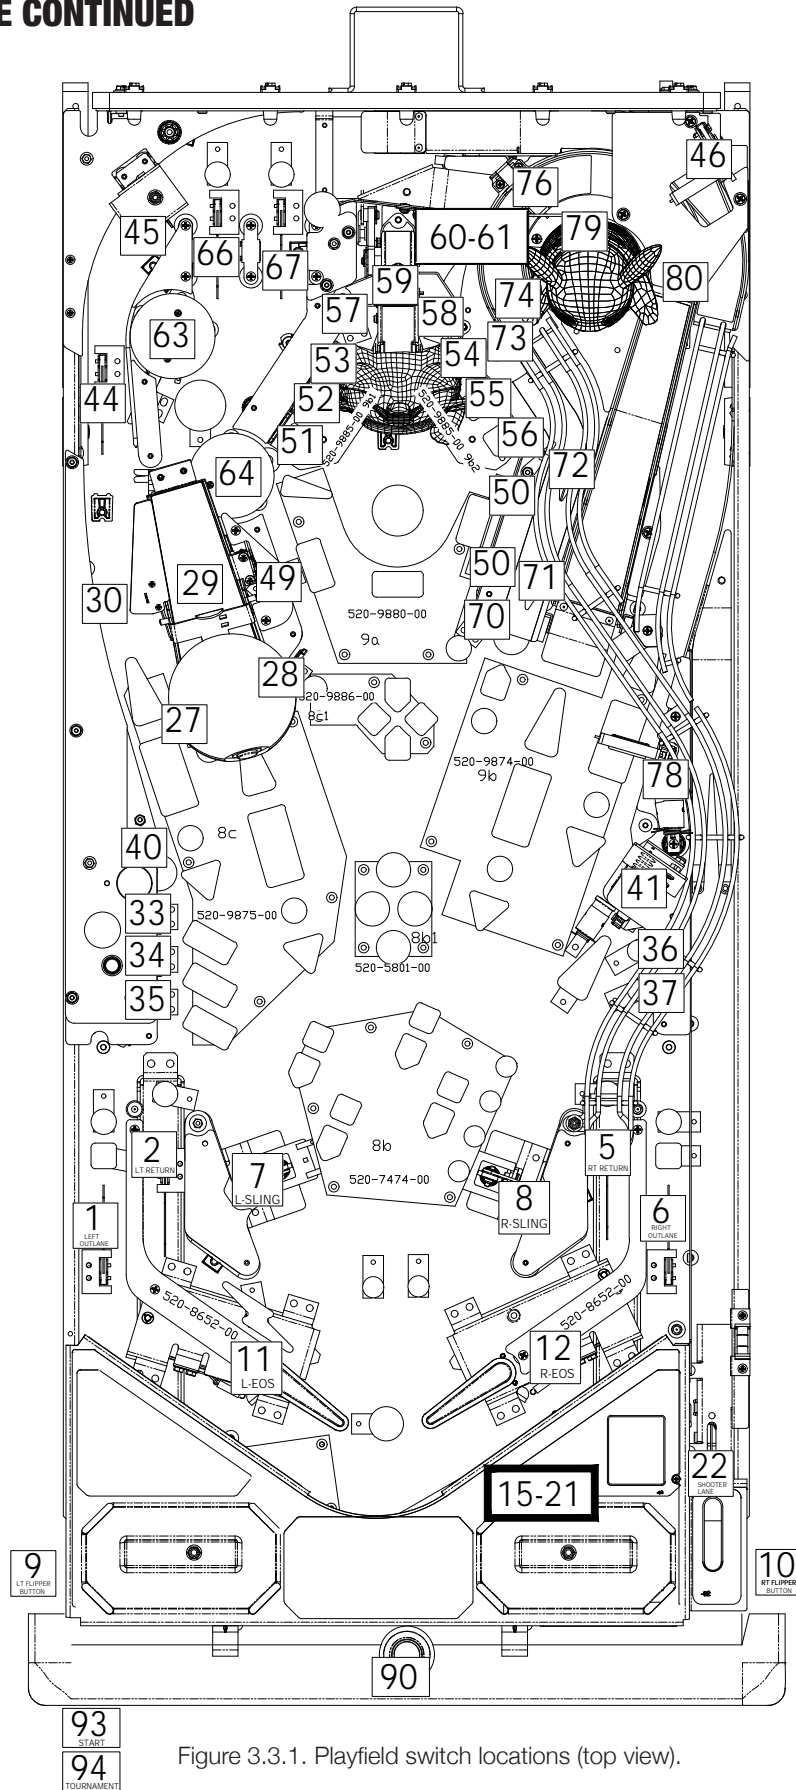 E CONTINUED
46
76
45
60-61
79
66
67
59
80
74
57
58
63
73
53
54
44
52
55
520-9885-00 9b1
520-9885-00 9b2
51
56
64
72
50
29
49
50
71
30
520-9880-00
70
9a
28
520-9886-00
27
8c1
520-9874-00
9b
78
8c
40
41
33
520-9875-00
8b1
34
36
520-5801-00
35
37
2
LT RETURN
8b
5
RT RETURN
7
L-SLING
520-7474-00
8
R-SLING
1
LEFT
OUTLANE
6
RIGHT
OUTLANE
520-8652-00
520-8652-00
11
L-EOS
12
R-EOS
15-21
22
SHOOTER
LANE
9
LT FLIPPER
BUTTON
10
RT FLIPPER
BUTTON
90
93
START
94
TOURNAMENT
Figure 3.3.1. Playfield switch locations (top view).